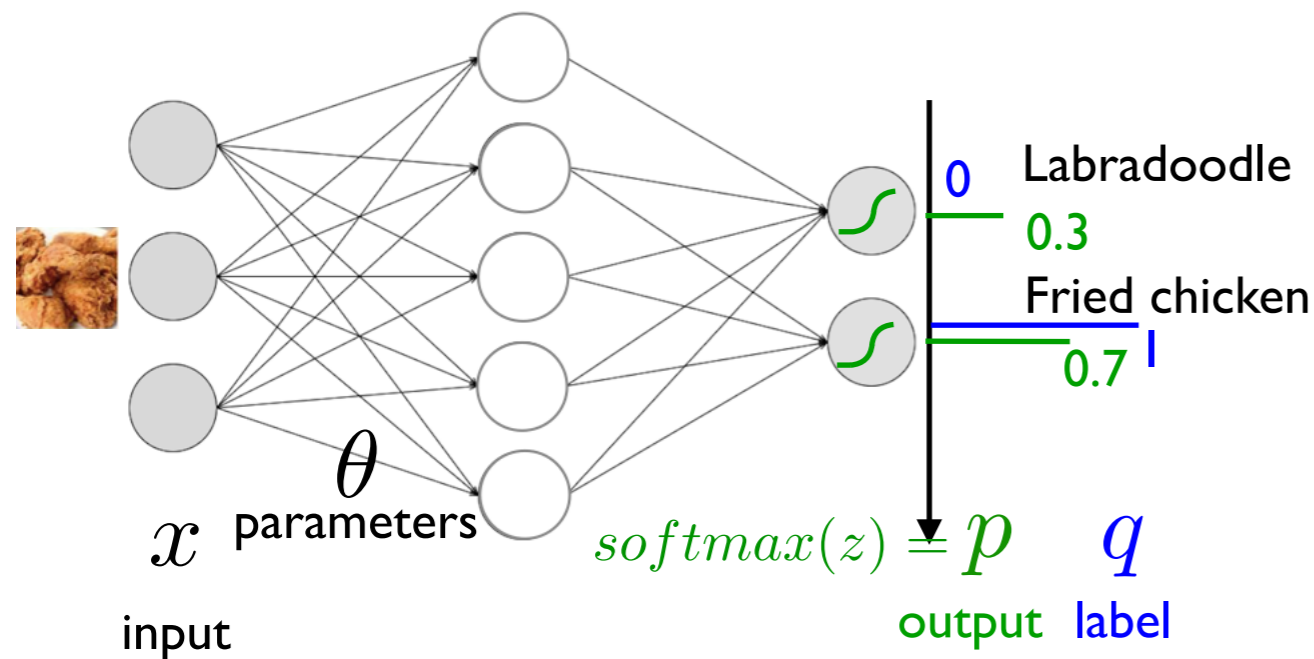 0 Labradoodle
0.3
Fried chicken
1
0.7
θ
parameters
x
softmax(z) = p q
output label
input